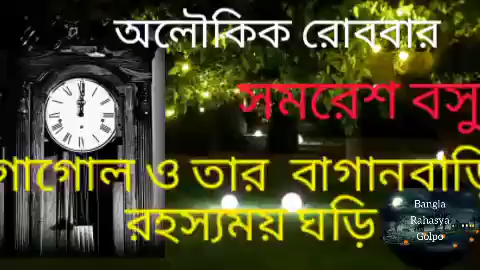 অলৌকিক রোববার
সমরেশ বসু
গোগোল ও তার বাগানবাড়ি
রহস্যময় ঘড়ি
Bangla
Rahasya
Golpo